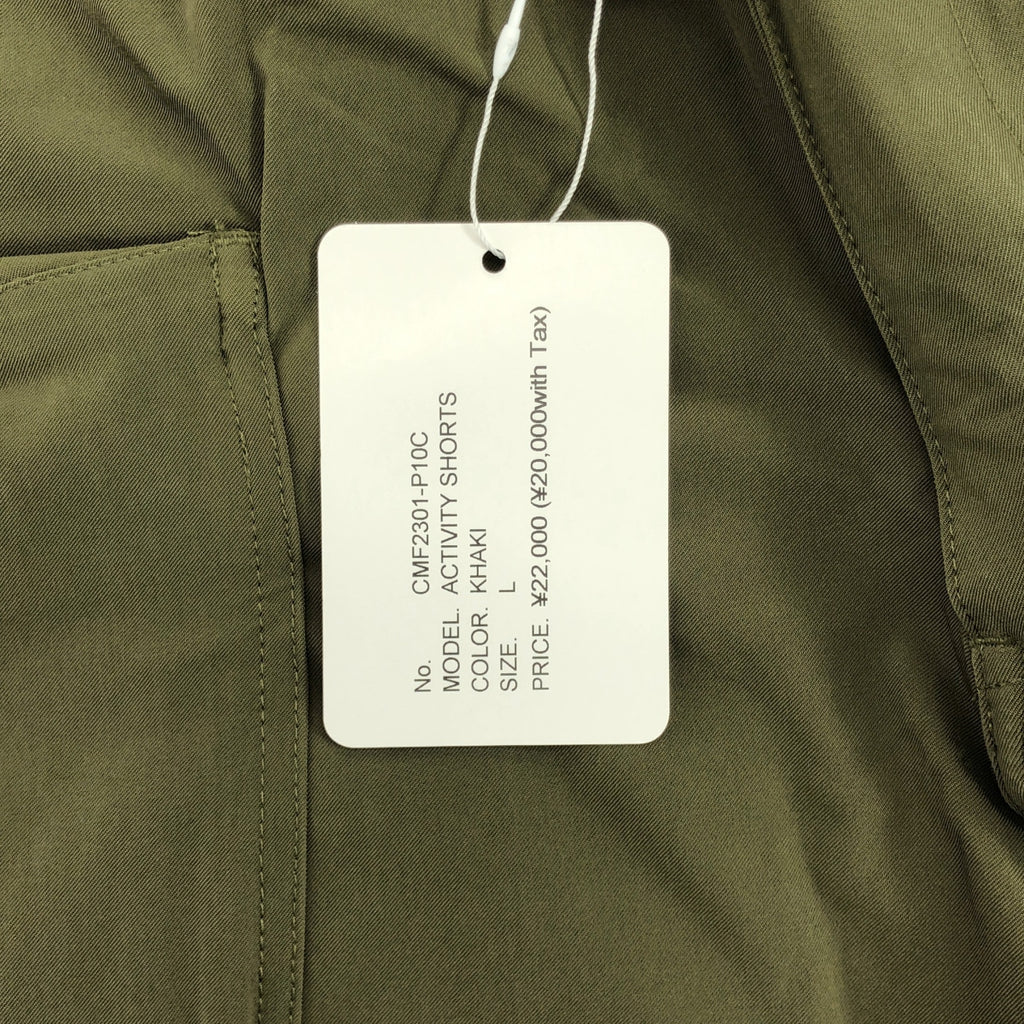 No. CMF2301-P10C
MODEL. ACTIVITY SHORTS
COLOR. KHAKI
SIZE. L
PRICE. ¥22,000 (¥20,000with Tax)